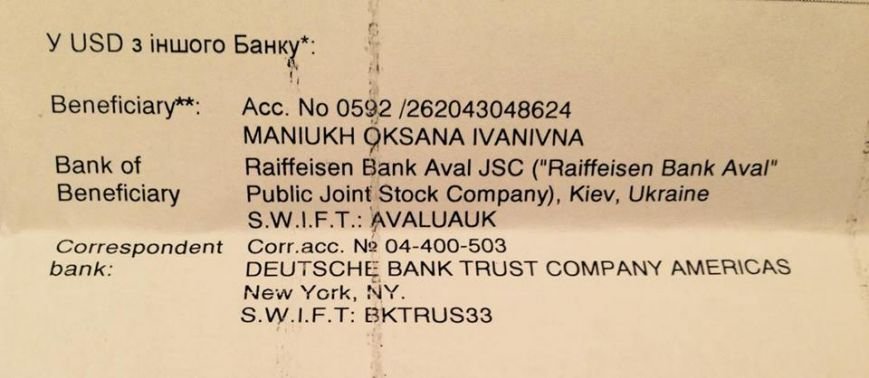 У USD з іншого Банку*:
Beneficiary**: Acc. No 0592 /262043048624
MANIUKH OKSANA IVANIVNA
Bank of Beneficiary Raiffeisen Bank Aval JSC ("Raiffeisen Bank Aval"
Public Joint Stock Company), Kiev, Ukraine
S.W.I.F.T.: AVALUAUK
Correspondent bank: Corr.acc. № 04-400-503
DEUTSCHE BANK TRUST COMPANY AMERICAS
New York, NY.
S.W.I.F.T: BKTRUS33